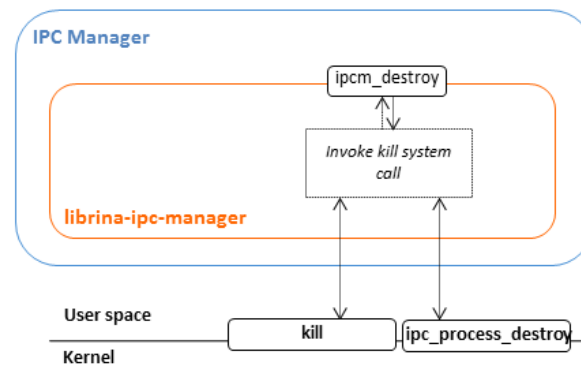 IPC Manager
ipcm_destroy
Invoke kill system
call
librina-ipc-manager
User space
kill
ipc_process_destroy
Kernel